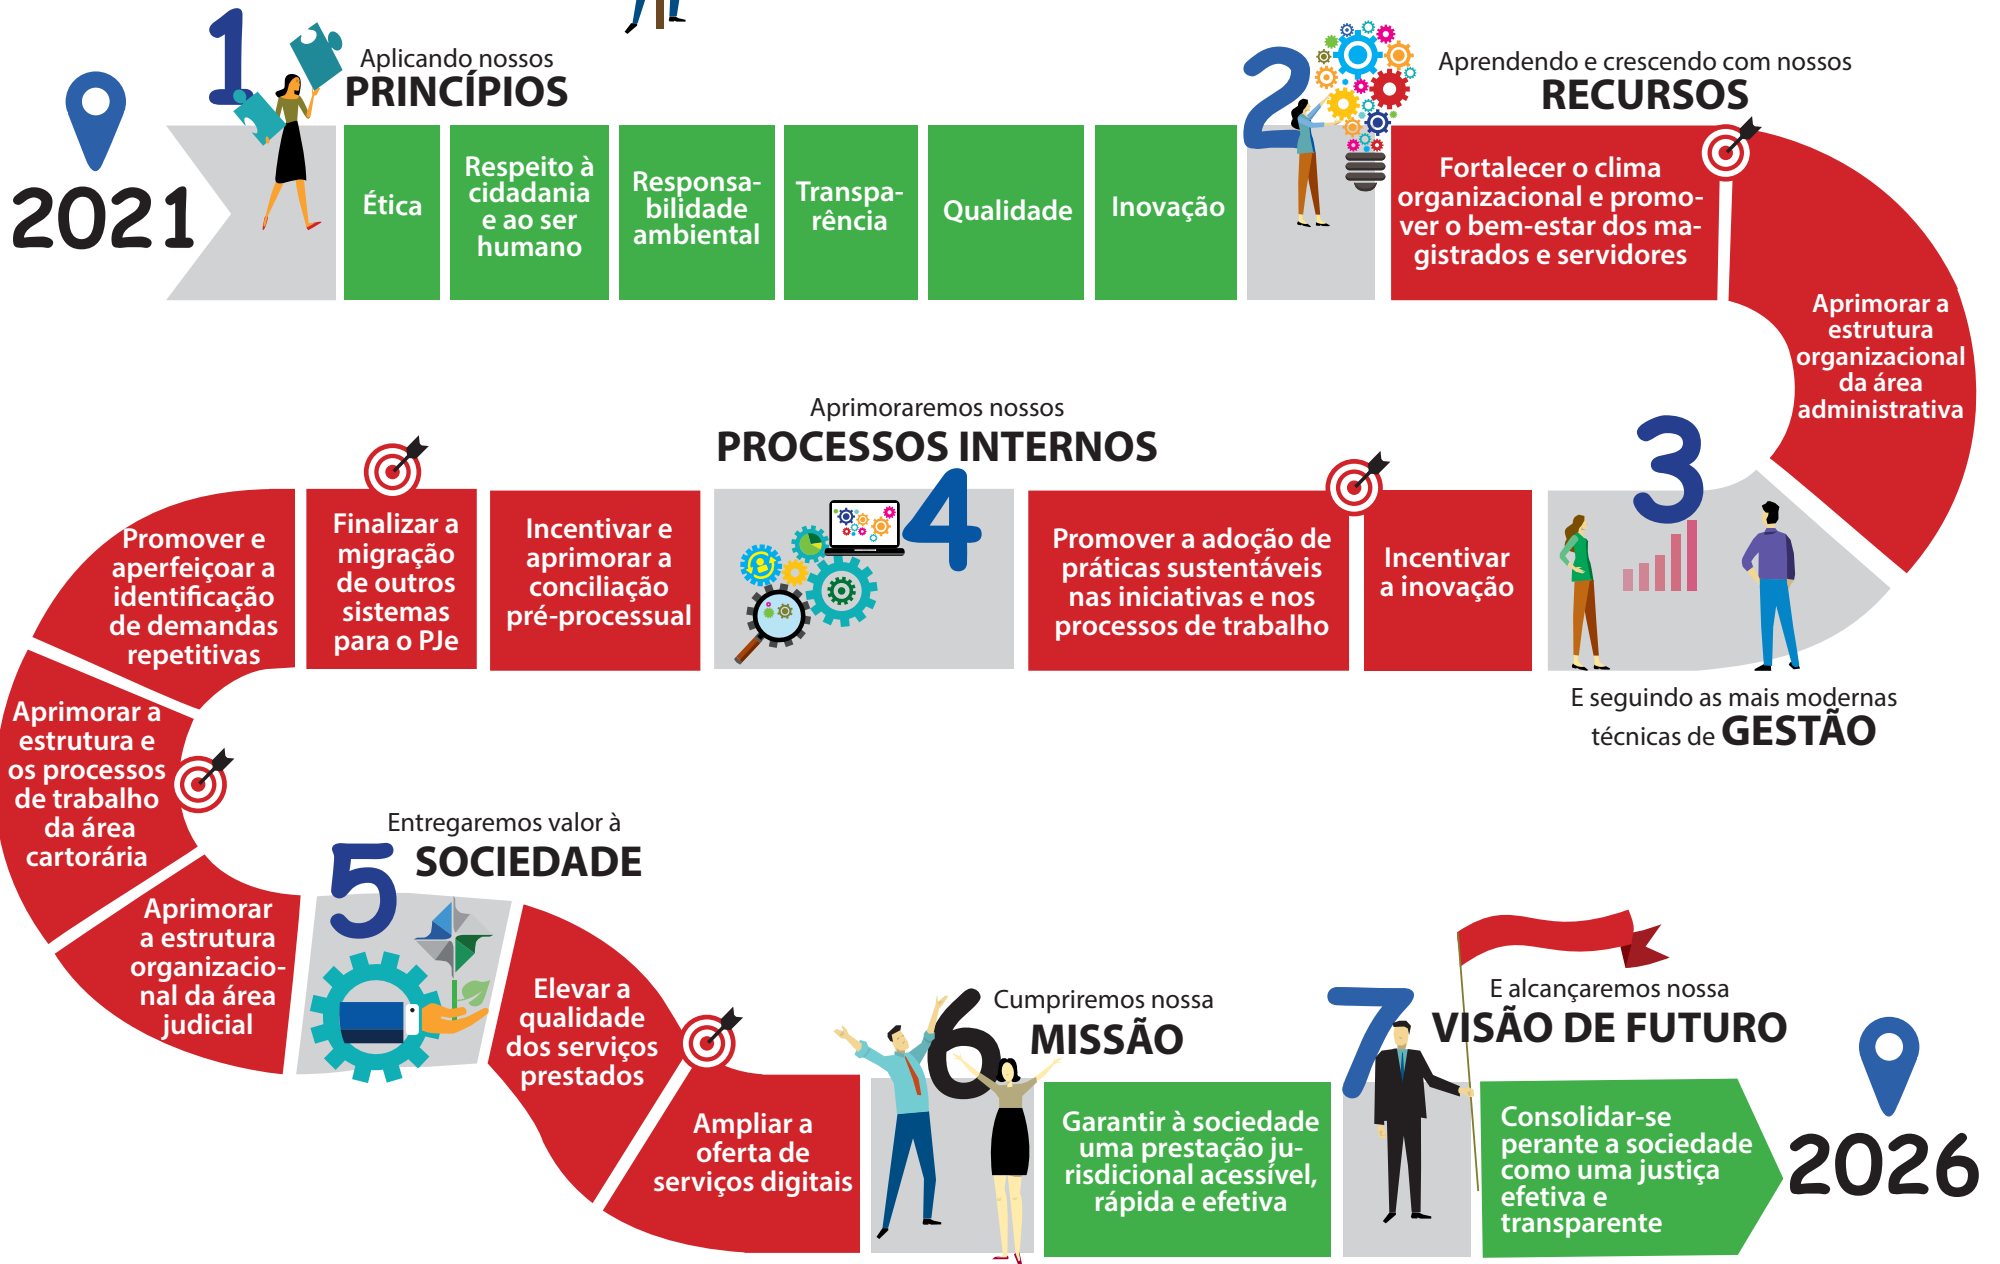 2021
1
Aplicando nossos
PRINCÍPIOS
Ética
Respeito à
cidadania
e ao ser
humano
Responsa-
bilidade
ambiental
Transpa-
rência
Qualidade
Inovação
2
Aprendendo e crescendo com nossos
RECURSOS
Fortalecer o clima
organizacional e promo-
ver o bem-estar dos ma-
gistrados e servidores
Aprimorar a
estrutura
organizacional
da área
administrativa
3
E seguindo as mais modernas
técnicas de GESTÃO
Incentivar
a inovação
Promover a adoção de
práticas sustentáveis
nas iniciativas e nos
processos de trabalho
Aprimoraremos nossos
PROCESSOS INTERNOS
4
Incentivar e
aprimorar a
conciliação
pré-processual
Finalizar a
migração
de outros
sistemas
para o PJe
Promover e
aperfeiçoar a
identificação
de demandas
repetitivas
Aprimorar a
estrutura e
os processos
de trabalho
da área
cartorária
Aprimorar
a estrutura
organizacio-
nal da área
judicial
Entregaremos valor à
SOCIEDADE
5
Elevar a
qualidade
dos serviços
prestados
Ampliar a
oferta de
serviços digitais
6
Cumpriremos nossa
MISSÃO
Garantir à sociedade
uma prestação ju-
risdicional acessível,
rápida e efetiva
7
E alcançaremos nossa
VISÃO DE FUTURO
Consolidar-se
perante a sociedade
como uma justiça
efetiva e
transparente
2026